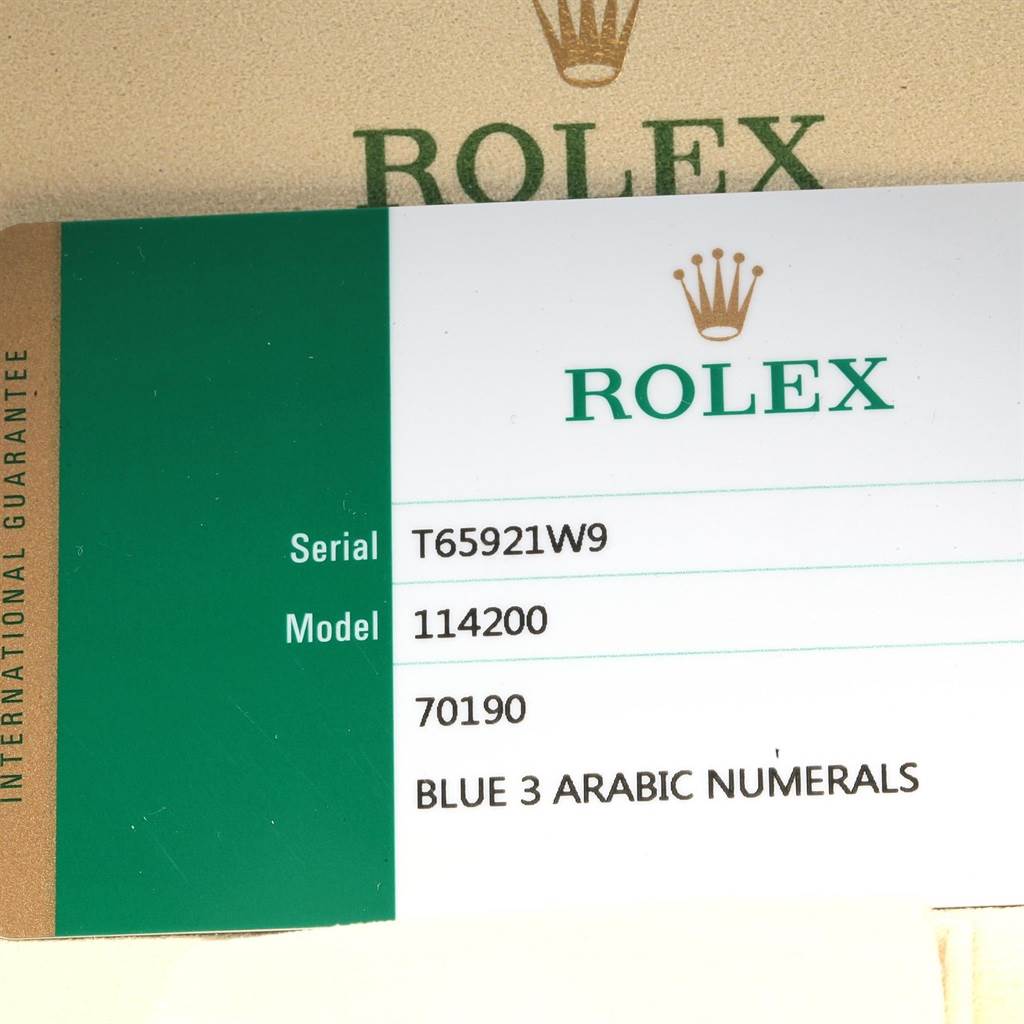 ROLEX
ROLEX
INTERNATIONAL GUARANTEE
Serial T65921W9
Model 114200
70190
BLUE 3 ARABIC NUMERALS